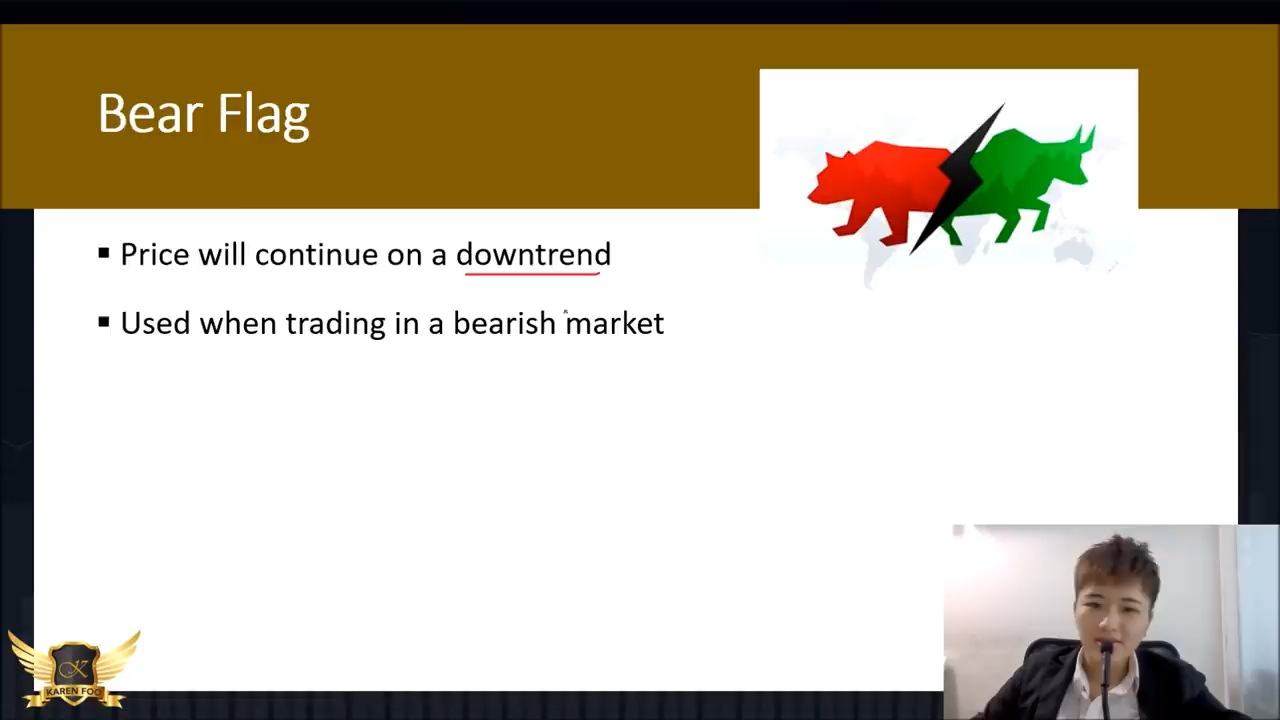 Bear Flag
▪ Price will continue on a downtrend
▪ Used when trading in a bearish market
K
KAREN FOO